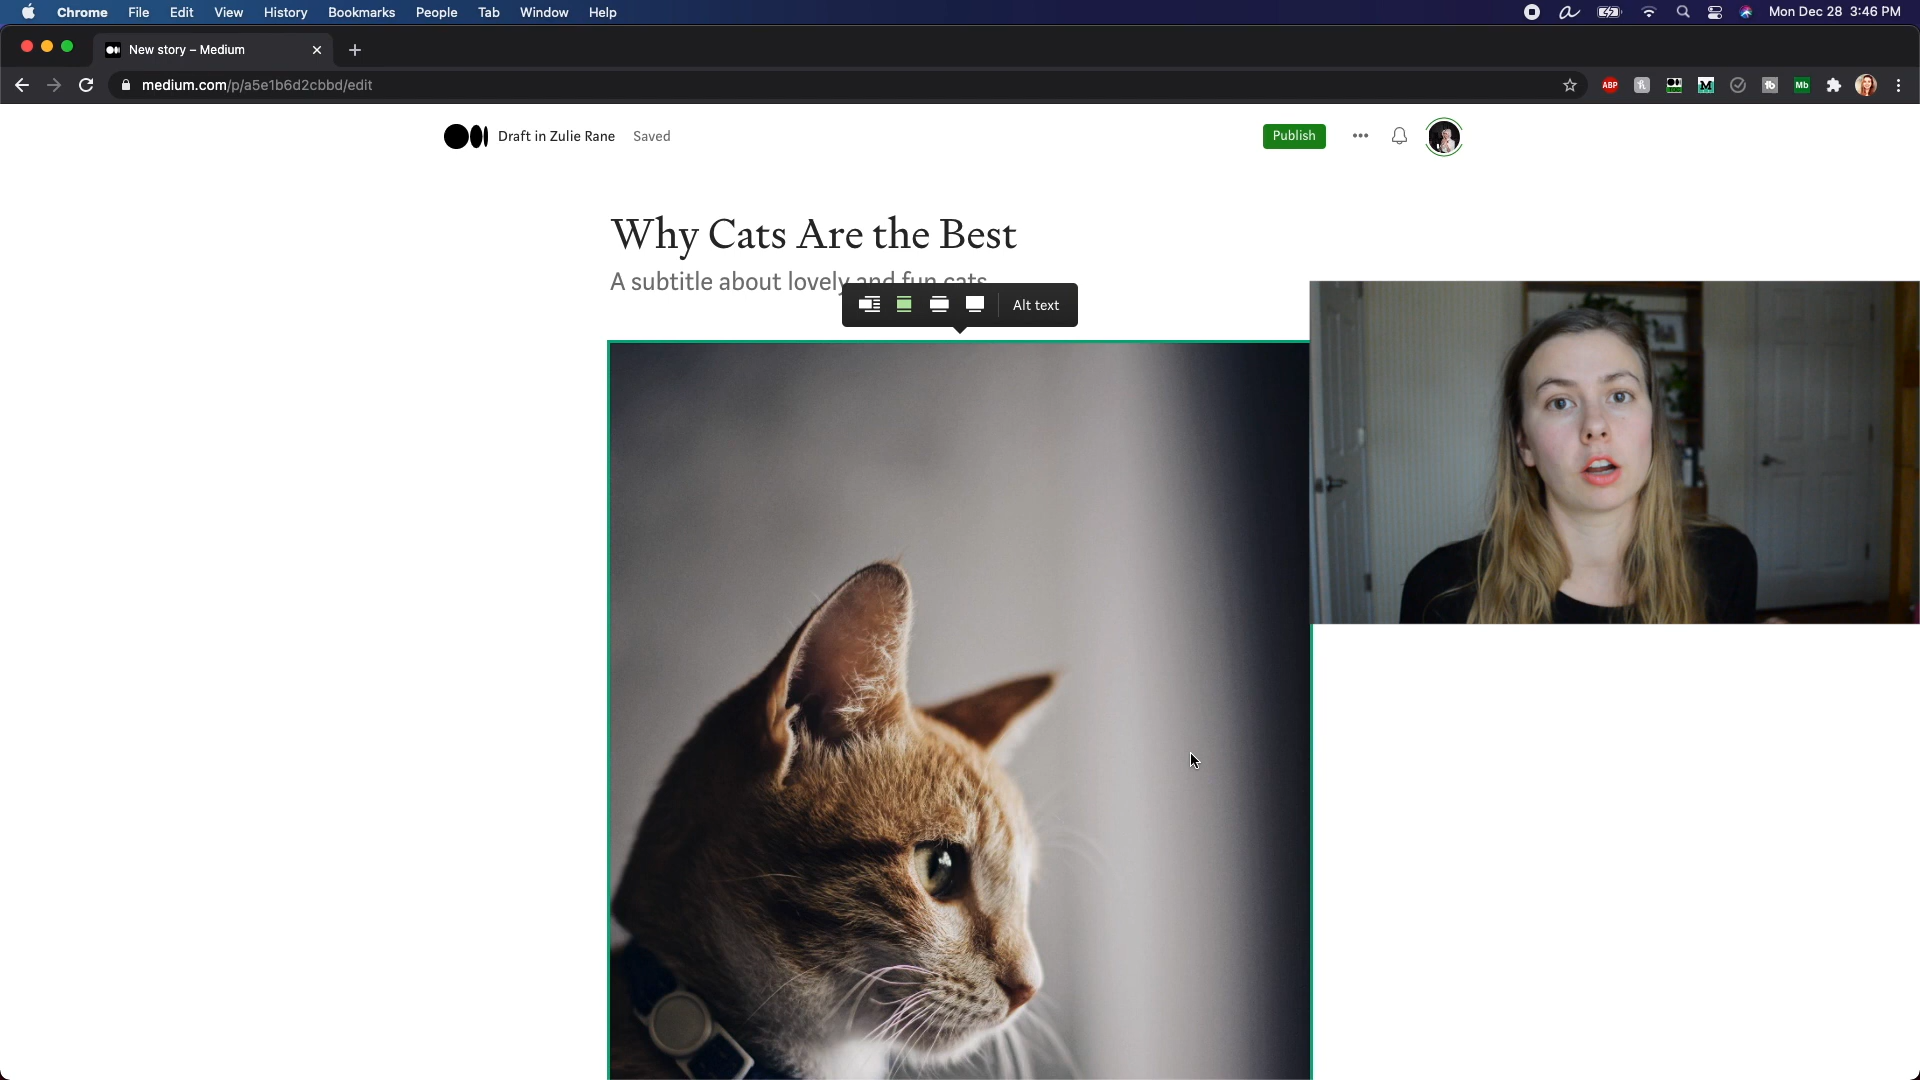 Chrome File Edit View History Bookmarks People Tab Window Help Mon Dec 28 3:46 PM
New story – Medium
medium.com/p/a5e1b6d2cbbd/edit ABP Mb
Draft in Zulie Rane Saved Publish
Why Cats Are the Best
A subtitle about lovely and fun cats
Alt text